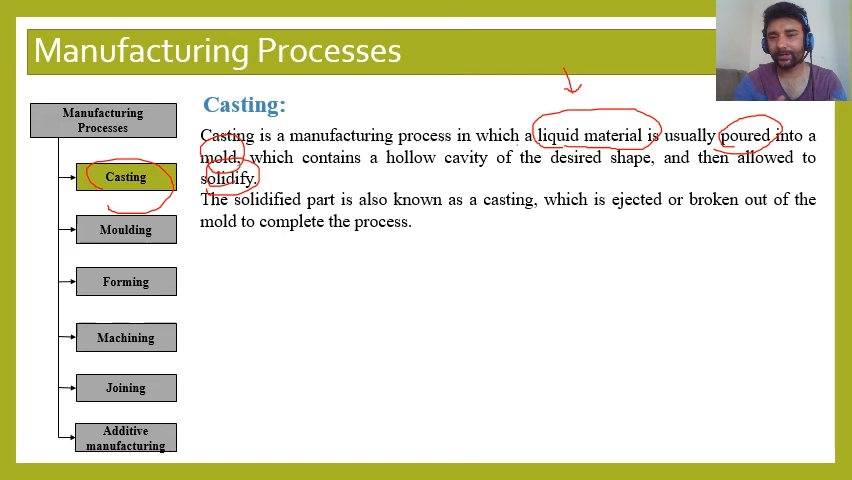 Manufacturing Processes
Manufacturing
Processes
Casting
Moulding
Forming
Machining
Joining
Additive
manufacturing
Casting:
Casting is a manufacturing process in which a liquid material is usually poured into a
mold, which contains a hollow cavity of the desired shape, and then allowed to
solidify.
The solidified part is also known as a casting, which is ejected or broken out of the
mold to complete the process.